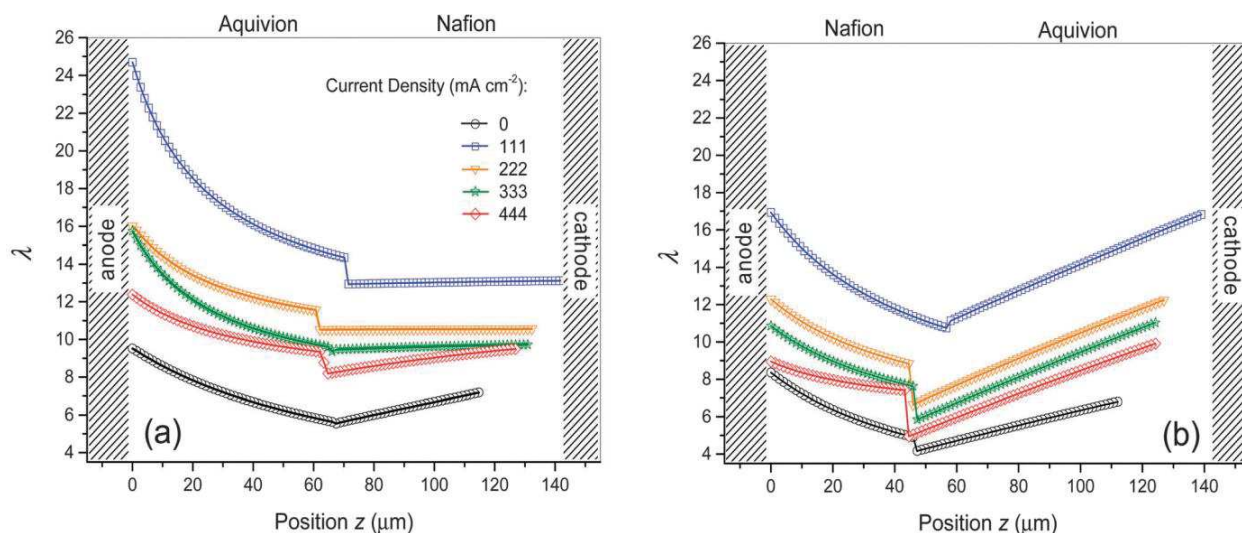 Aquivion Nafion
26
24
22
20
18
16
14
12
10
8
6
4
λ
Current Density (mA cm⁻²):
0
111
222
333
444
anode
cathode
(a)
0 20 40 60 80 100 120 140
Position z (μm)
Nafion Aquivion
26
24
22
20
18
16
14
12
10
8
6
4
λ
anode
cathode
(b)
0 20 40 60 80 100 120 140
Position z (μm)